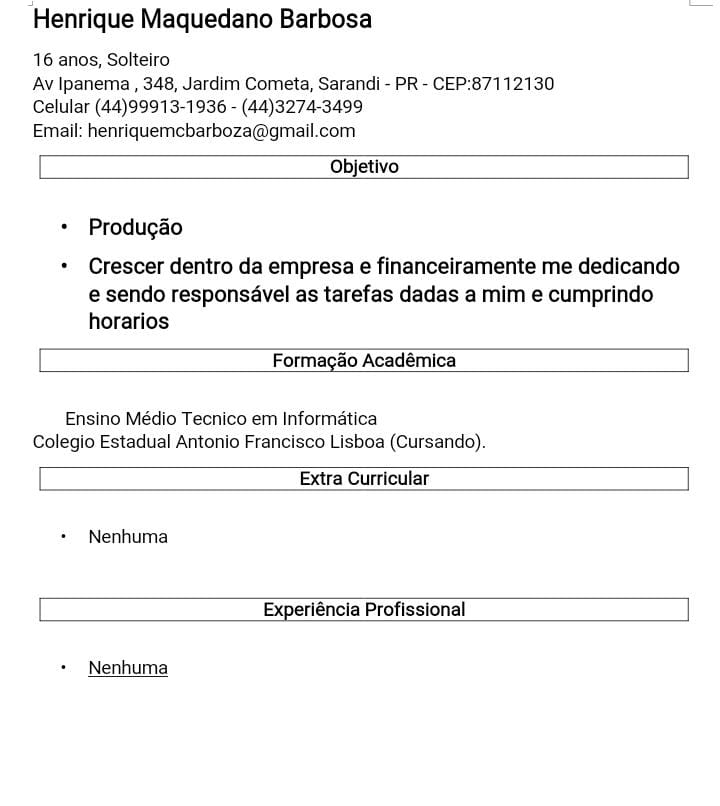 Henrique Maquedano Barbosa
16 anos, Solteiro
Av Ipanema , 348, Jardim Cometa, Sarandi - PR - CEP:87112130
Celular (44)99913-1936 - (44)3274-3499
Email: henriquemcbarboza@gmail.com
Objetivo
• Produção
• Crescer dentro da empresa e financeiramente me dedicando
e sendo responsável as tarefas dadas a mim e cumprindo
horarios
Formação Acadêmica
Ensino Médio Tecnico em Informática
Colegio Estadual Antonio Francisco Lisboa (Cursando).
Extra Curricular
• Nenhuma
Experiência Profissional
• Nenhuma